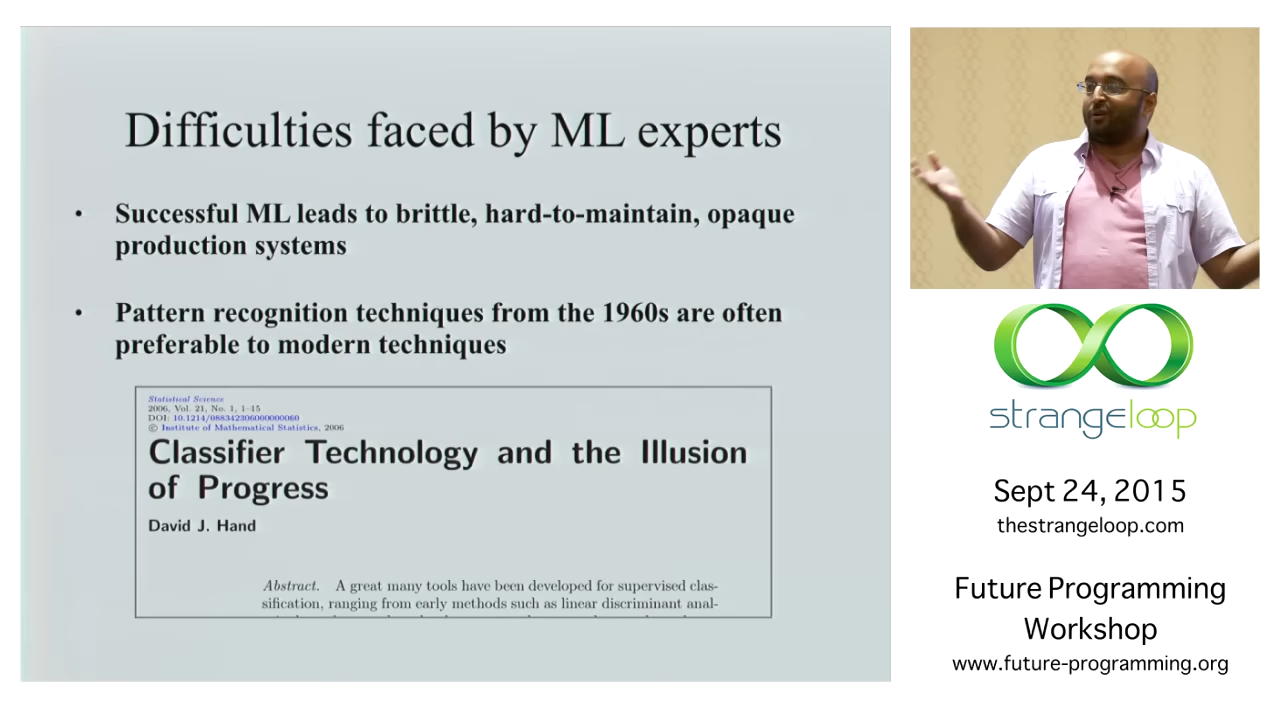 Difficulties faced by ML experts
• Successful ML leads to brittle, hard-to-maintain, opaque
production systems
• Pattern recognition techniques from the 1960s are often
preferable to modern techniques
Statistical Science
2006, Vol. 21, No. 1, 1–15
DOI: 10.1214/088342306000000060
© Institute of Mathematical Statistics, 2006
Classifier Technology and the Illusion
of Progress
David J. Hand
Abstract. A great many tools have been developed for supervised clas-
sification, ranging from early methods such as linear discriminant anal-
strangeloop
Sept 24, 2015
thestrangeloop.com
Future Programming
Workshop
www.future-programming.org